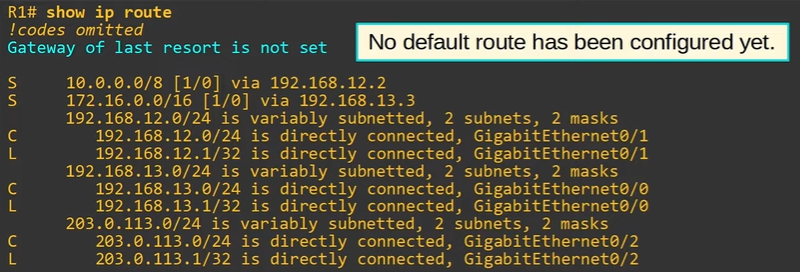 R1# show ip route
!codes omitted
Gateway of last resort is not set
No default route has been configured yet.
S 10.0.0.0/8 [1/0] via 192.168.12.2
S 172.16.0.0/16 [1/0] via 192.168.13.3
192.168.12.0/24 is variably subnetted, 2 subnets, 2 masks
C 192.168.12.0/24 is directly connected, GigabitEthernet0/1
L 192.168.12.1/32 is directly connected, GigabitEthernet0/1
192.168.13.0/24 is variably subnetted, 2 subnets, 2 masks
C 192.168.13.0/24 is directly connected, GigabitEthernet0/0
L 192.168.13.1/32 is directly connected, GigabitEthernet0/0
203.0.113.0/24 is variably subnetted, 2 subnets, 2 masks
C 203.0.113.0/24 is directly connected, GigabitEthernet0/2
L 203.0.113.1/32 is directly connected, GigabitEthernet0/2